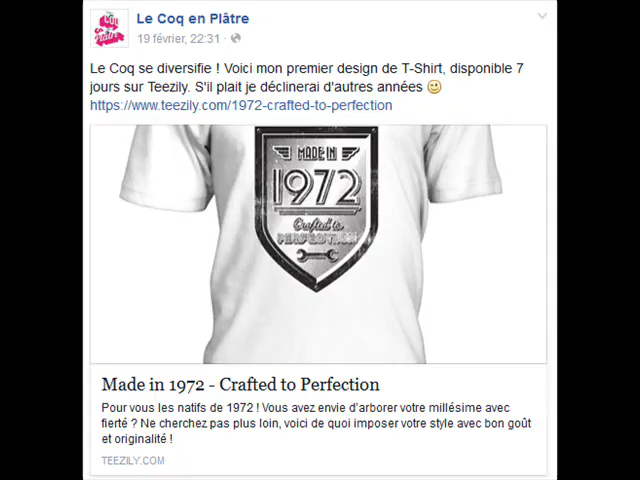 Le Coq en Plâtre
Le Coq en Plâtre
19 février, 22:31 ·
Le Coq se diversifie ! Voici mon premier design de T-Shirt, disponible 7
jours sur Teezily. S'il plait je déclinerai d'autres années
https://www.teezily.com/1972-crafted-to-perfection
MADE IN
1972
Crafted to
PERFECTION
Made in 1972 - Crafted to Perfection
Pour vous les natifs de 1972 ! Vous avez envie d'arborer votre millésime avec
fierté ? Ne cherchez pas plus loin, voici de quoi imposer votre style avec bon goût
et originalité !
TEEZILY.COM